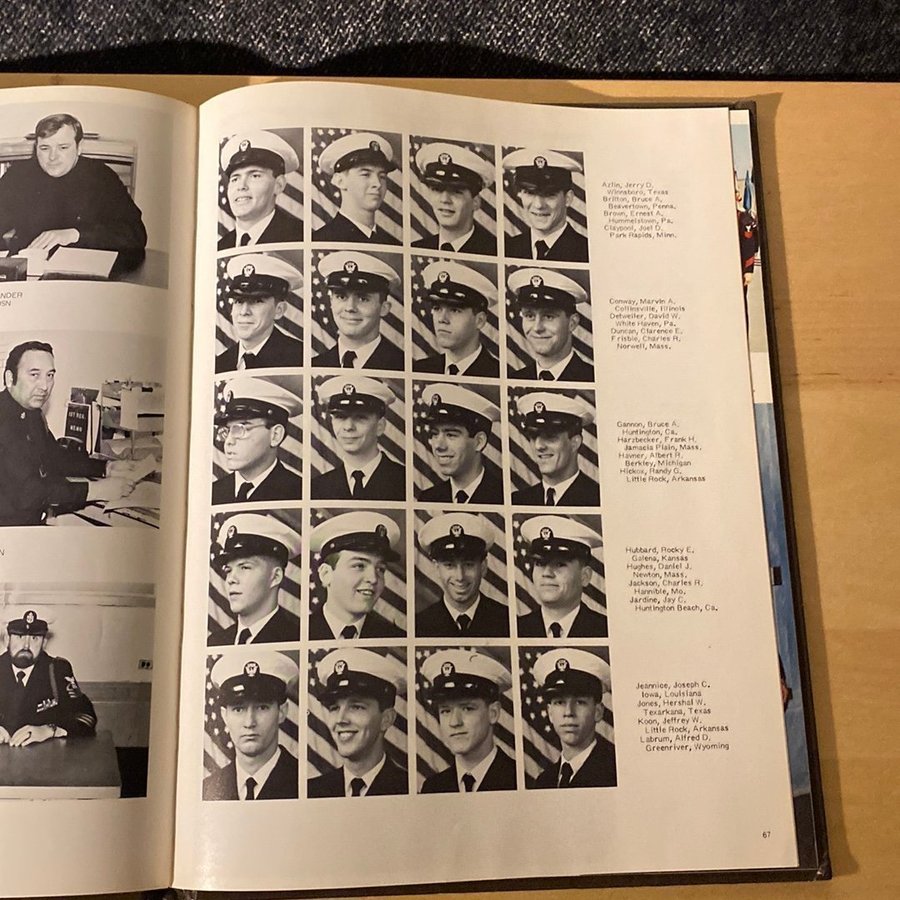 NDER
USN
N
Azlin, Jerry D.
Winnsboro, Texas
Britton, Bruce A.
Beavertown, Penna.
Brown, Ernest A.
Hummelstown, Pa.
Claypool, Joel D.
Park Rapids, Minn.
Conway, Marvin A.
Collinsville, Illinois
Detweiler, David W.
White Haven, Pa.
Duncan, Clarence E.
Frisbie, Charles R.
Norwell, Mass.
Gannon, Bruce A.
Huntington, Ca.
Harzbecker, Frank H.
Jamacia Plain, Mass.
Havner, Albert R.
Berkley, Michigan
Hickox, Randy G.
Little Rock, Arkansas
Hubbard, Rocky E.
Galena, Kansas
Hughes, Daniel J.
Newton, Mass.
Jackson, Charles R.
Hannible, Mo.
Jardine, Jay C.
Huntington Beach, Ca.
Jeannice, Joseph C.
Iowa, Louisiana
Jones, Hershal W.
Texarkana, Texas
Koon, Jeffrey W.
Little Rock, Arkansas
Labrum, Alfred D.
Greenriver, Wyoming
67